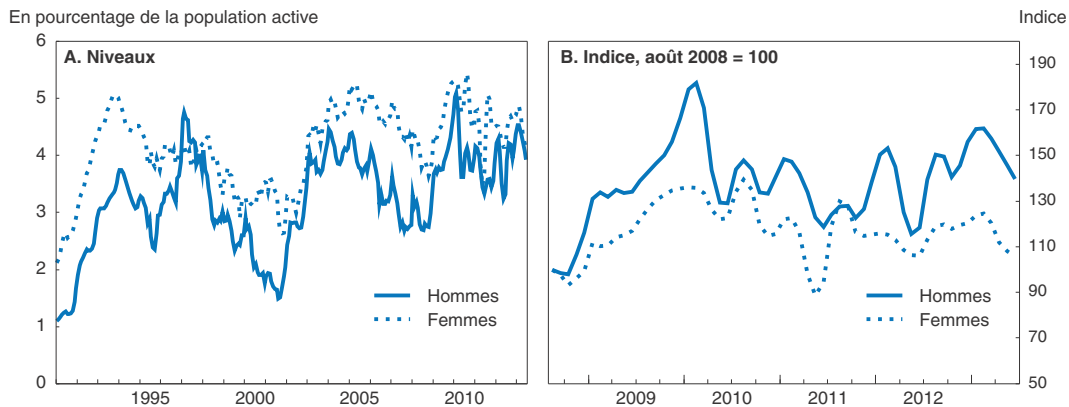 En pourcentage de la population active
Indice
6
5
4
3
2
1
0
A. Niveaux
Hommes
Femmes
1995
2000
2005
2010
B. Indice, août 2008 = 100
Hommes
Femmes
2009
2010
2011
2012
190
170
150
130
110
90
70
50